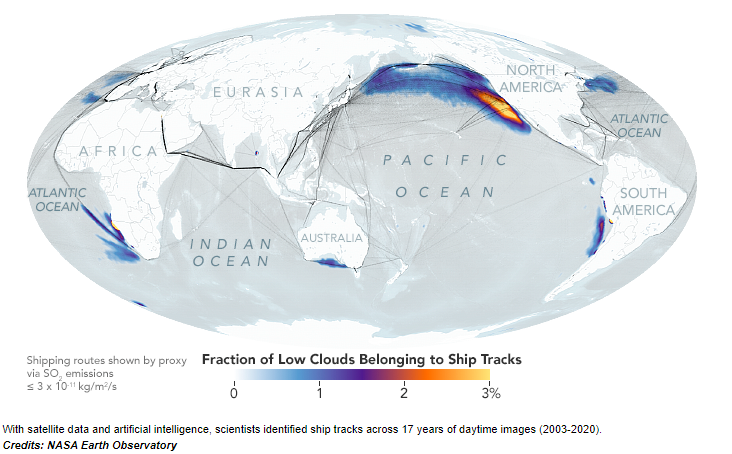 NORTH
AMERICA
EURASIA
ATLANTIC
OCEAN
AFRICA
PACIFIC
OCEAN
ATLANTIC
OCEAN
SOUTH
AMERICA
INDIAN
OCEAN
AUSTRALIA
Shipping routes shown by proxy
via SO₂ emissions
≤ 3 x 10⁻¹¹ kg/m²/s
Fraction of Low Clouds Belonging to Ship Tracks
0 1 2 3%
With satellite data and artificial intelligence, scientists identified ship tracks across 17 years of daytime images (2003-2020).
Credits: NASA Earth Observatory